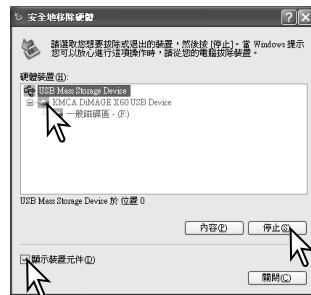 安全地移除硬體
請選取您想要拔除或退出的裝置，然後按 [停止]。當 Windows 提示
您可以放心進行這項操作時，請從您的電腦拔除裝置。
硬體裝置(H):
USB Mass Storage Device
KMCA DiMAGE X60 USB Device
一般磁碟區 - (F:)
USB Mass Storage Device 於 位置 0
內容(P)
停止(S)
顯示裝置元件(D)
關閉(C)